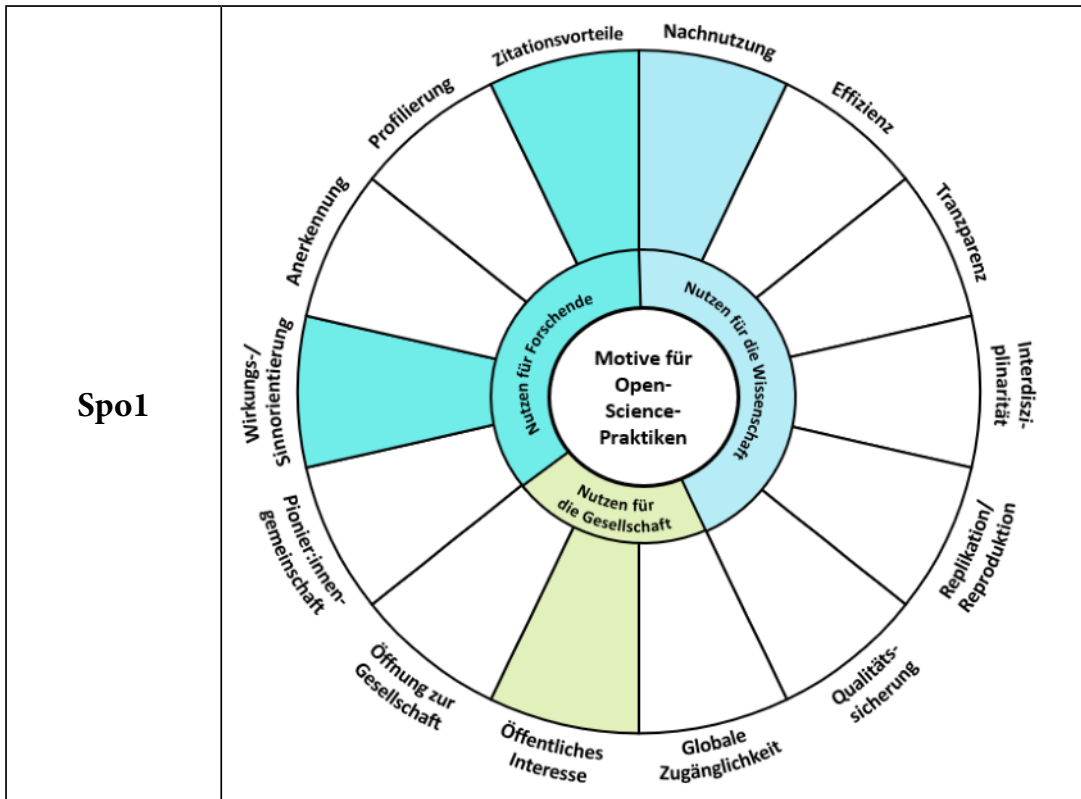 Spo1
Zitationsvorteile
Nachnutzung
Effizienz
Tranzparenz
Interdiszi-
plinarität
Replikation/
Reproduktion
Qualitäts-
sicherung
Globale
Zugänglichkeit
Öffentliches
Interesse
Öffnung zur
Gesellschaft
Pionier:innen-
gemeinschaft
Wirkungs-/
Sinnorientierung
Anerkennung
Profilierung
Nutzen für Forschende
Nutzen für die Wissenschaft
Nutzen für
die Gesellschaft
Motive für
Open-
Science-
Praktiken